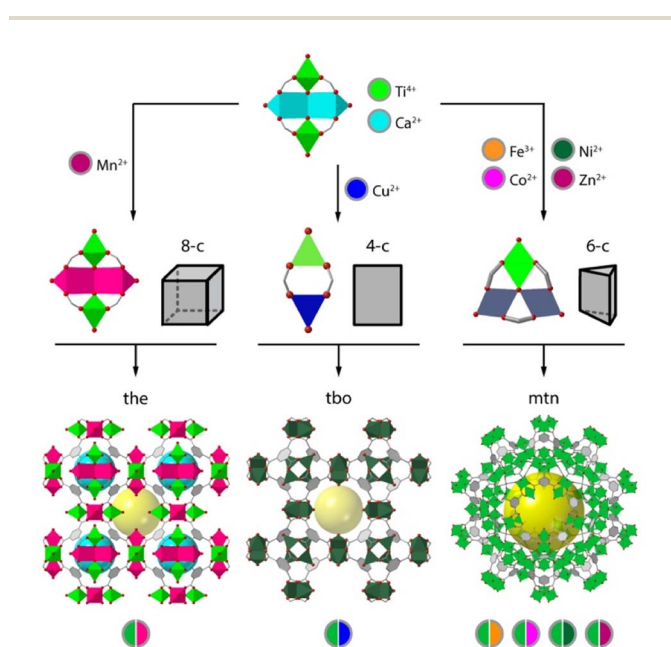 Ti⁴⁺
Ca²⁺
Mn²⁺
Cu²⁺
Fe³⁺ Ni²⁺
Co²⁺ Zn²⁺
8-c 4-c 6-c
the tbo mtn